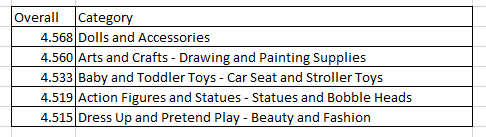 Overall Category
4.568 Dolls and Accessories
4.560 Arts and Crafts - Drawing and Painting Supplies
4.533 Baby and Toddler Toys - Car Seat and Stroller Toys
4.519 Action Figures and Statues - Statues and Bobble Heads
4.515 Dress Up and Pretend Play - Beauty and Fashion